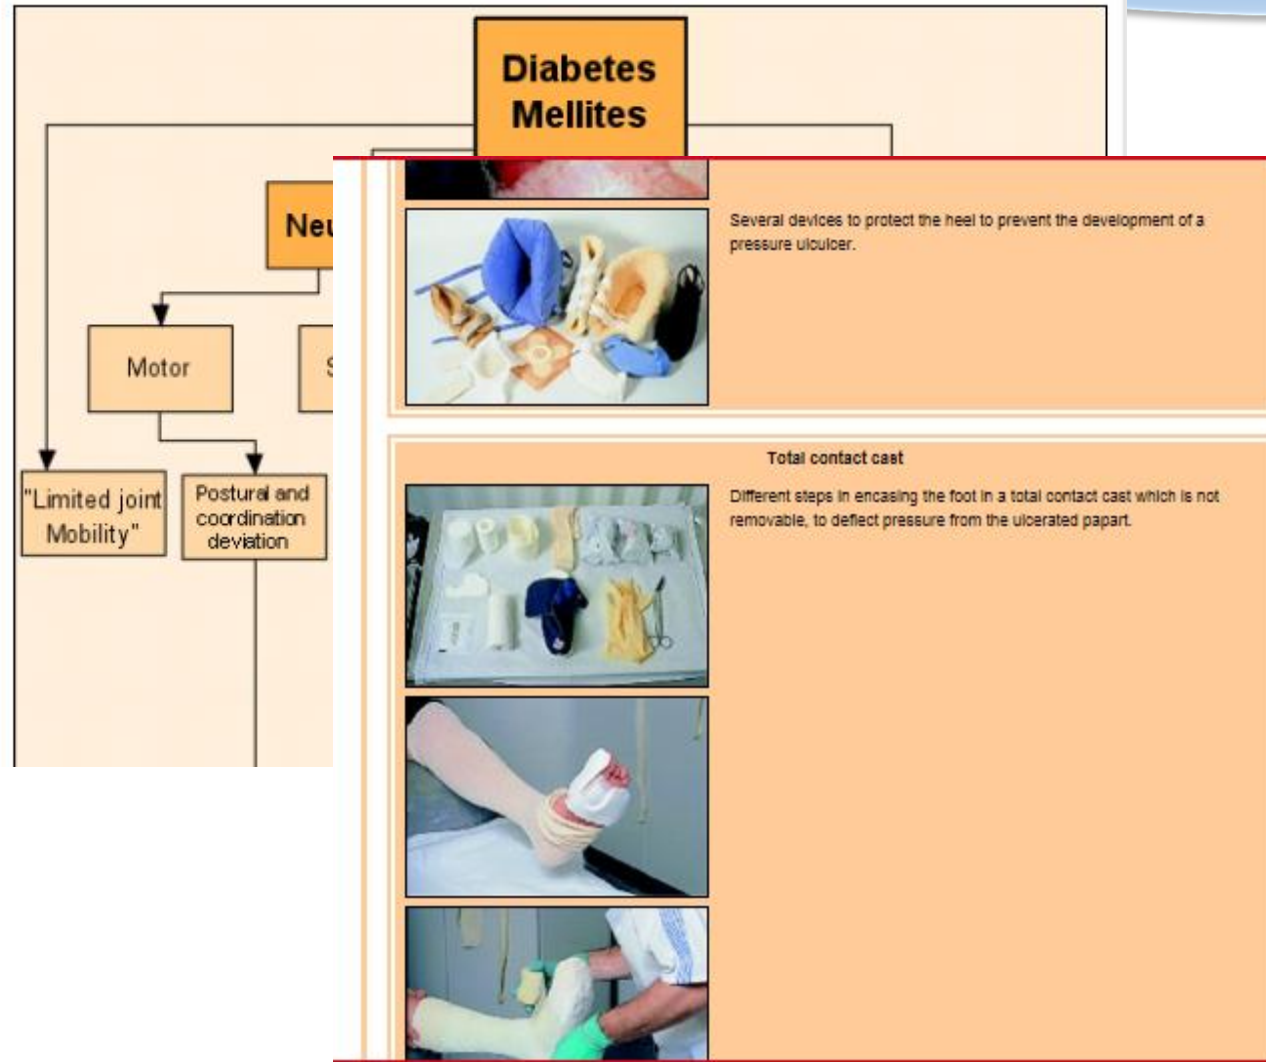 Diabetes
Mellites
Neu
Motor
S
"Limited joint
Mobility"
Postural and
coordination
deviation
Several devices to protect the heel to prevent the development of a
pressure ulculcer.
Total contact cast
Different steps in encasing the foot in a total contact cast which is not
removable, to deflect pressure from the ulcerated papart.